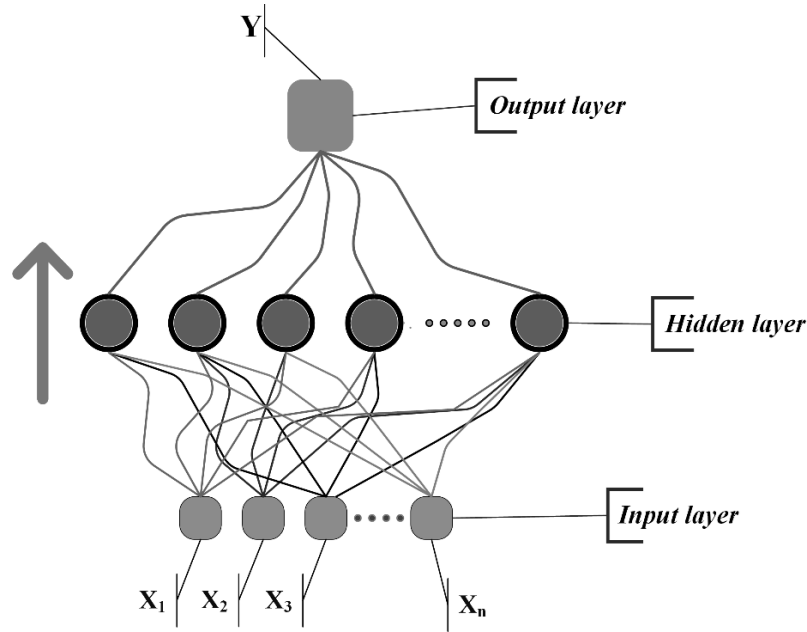 Y
Output layer
Hidden layer
Input layer
X₁
X₂
X₃
Xₙ